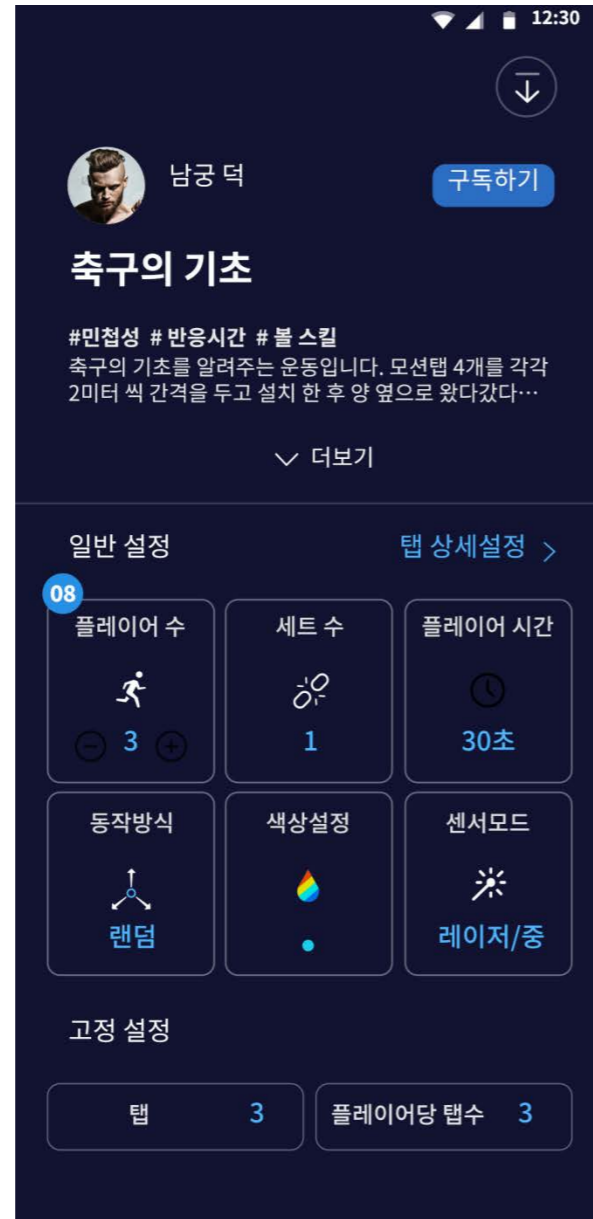 12:30
남궁 덕
구독하기
축구의 기초
#민첩성 # 반응시간 # 볼 스킬
축구의 기초를 알려주는 운동입니다. 모션탭 4개를 각각
2미터 씩 간격을 두고 설치 한 후 양 옆으로 왔다갔다…
더보기
일반 설정
탭 상세설정 >
08
플레이어 수
세트 수
플레이어 시간
3
1
30초
동작방식
색상설정
센서모드
랜덤
레이저/중
고정 설정
탭 3
플레이어당 탭수 3